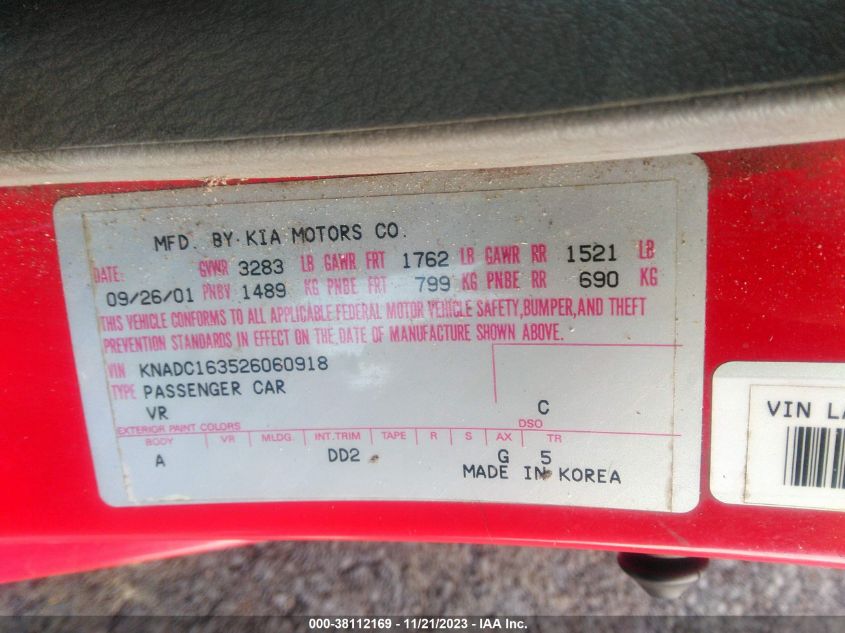 MFD. BY KIA MOTORS CO.
DATE: GVWR 3283 LB GAWR FRT 1762 LB GAWR RR 1521 LB
09/26/01 PNBV 1489 KG PNBE FRT 799 KG PNBE RR 690 KG
THIS VEHICLE CONFORMS TO ALL APPLICABLE FEDERAL MOTOR VEHICLE SAFETY,BUMPER,AND THEFT
PREVENTION STANDARDS IN EFFECT ON THE DATE OF MANUFACTURE SHOWN ABOVE.
VIN KNADC163526060918
TYPE PASSENGER CAR
VR C
EXTERIOR PAINT COLORS DSO
BODY VR MLDG. INT.TRIM TAPE R S AX TR
A DD2 G 5
MADE IN KOREA
VIN LA
000-38112169 - 11/21/2023 - IAA Inc.